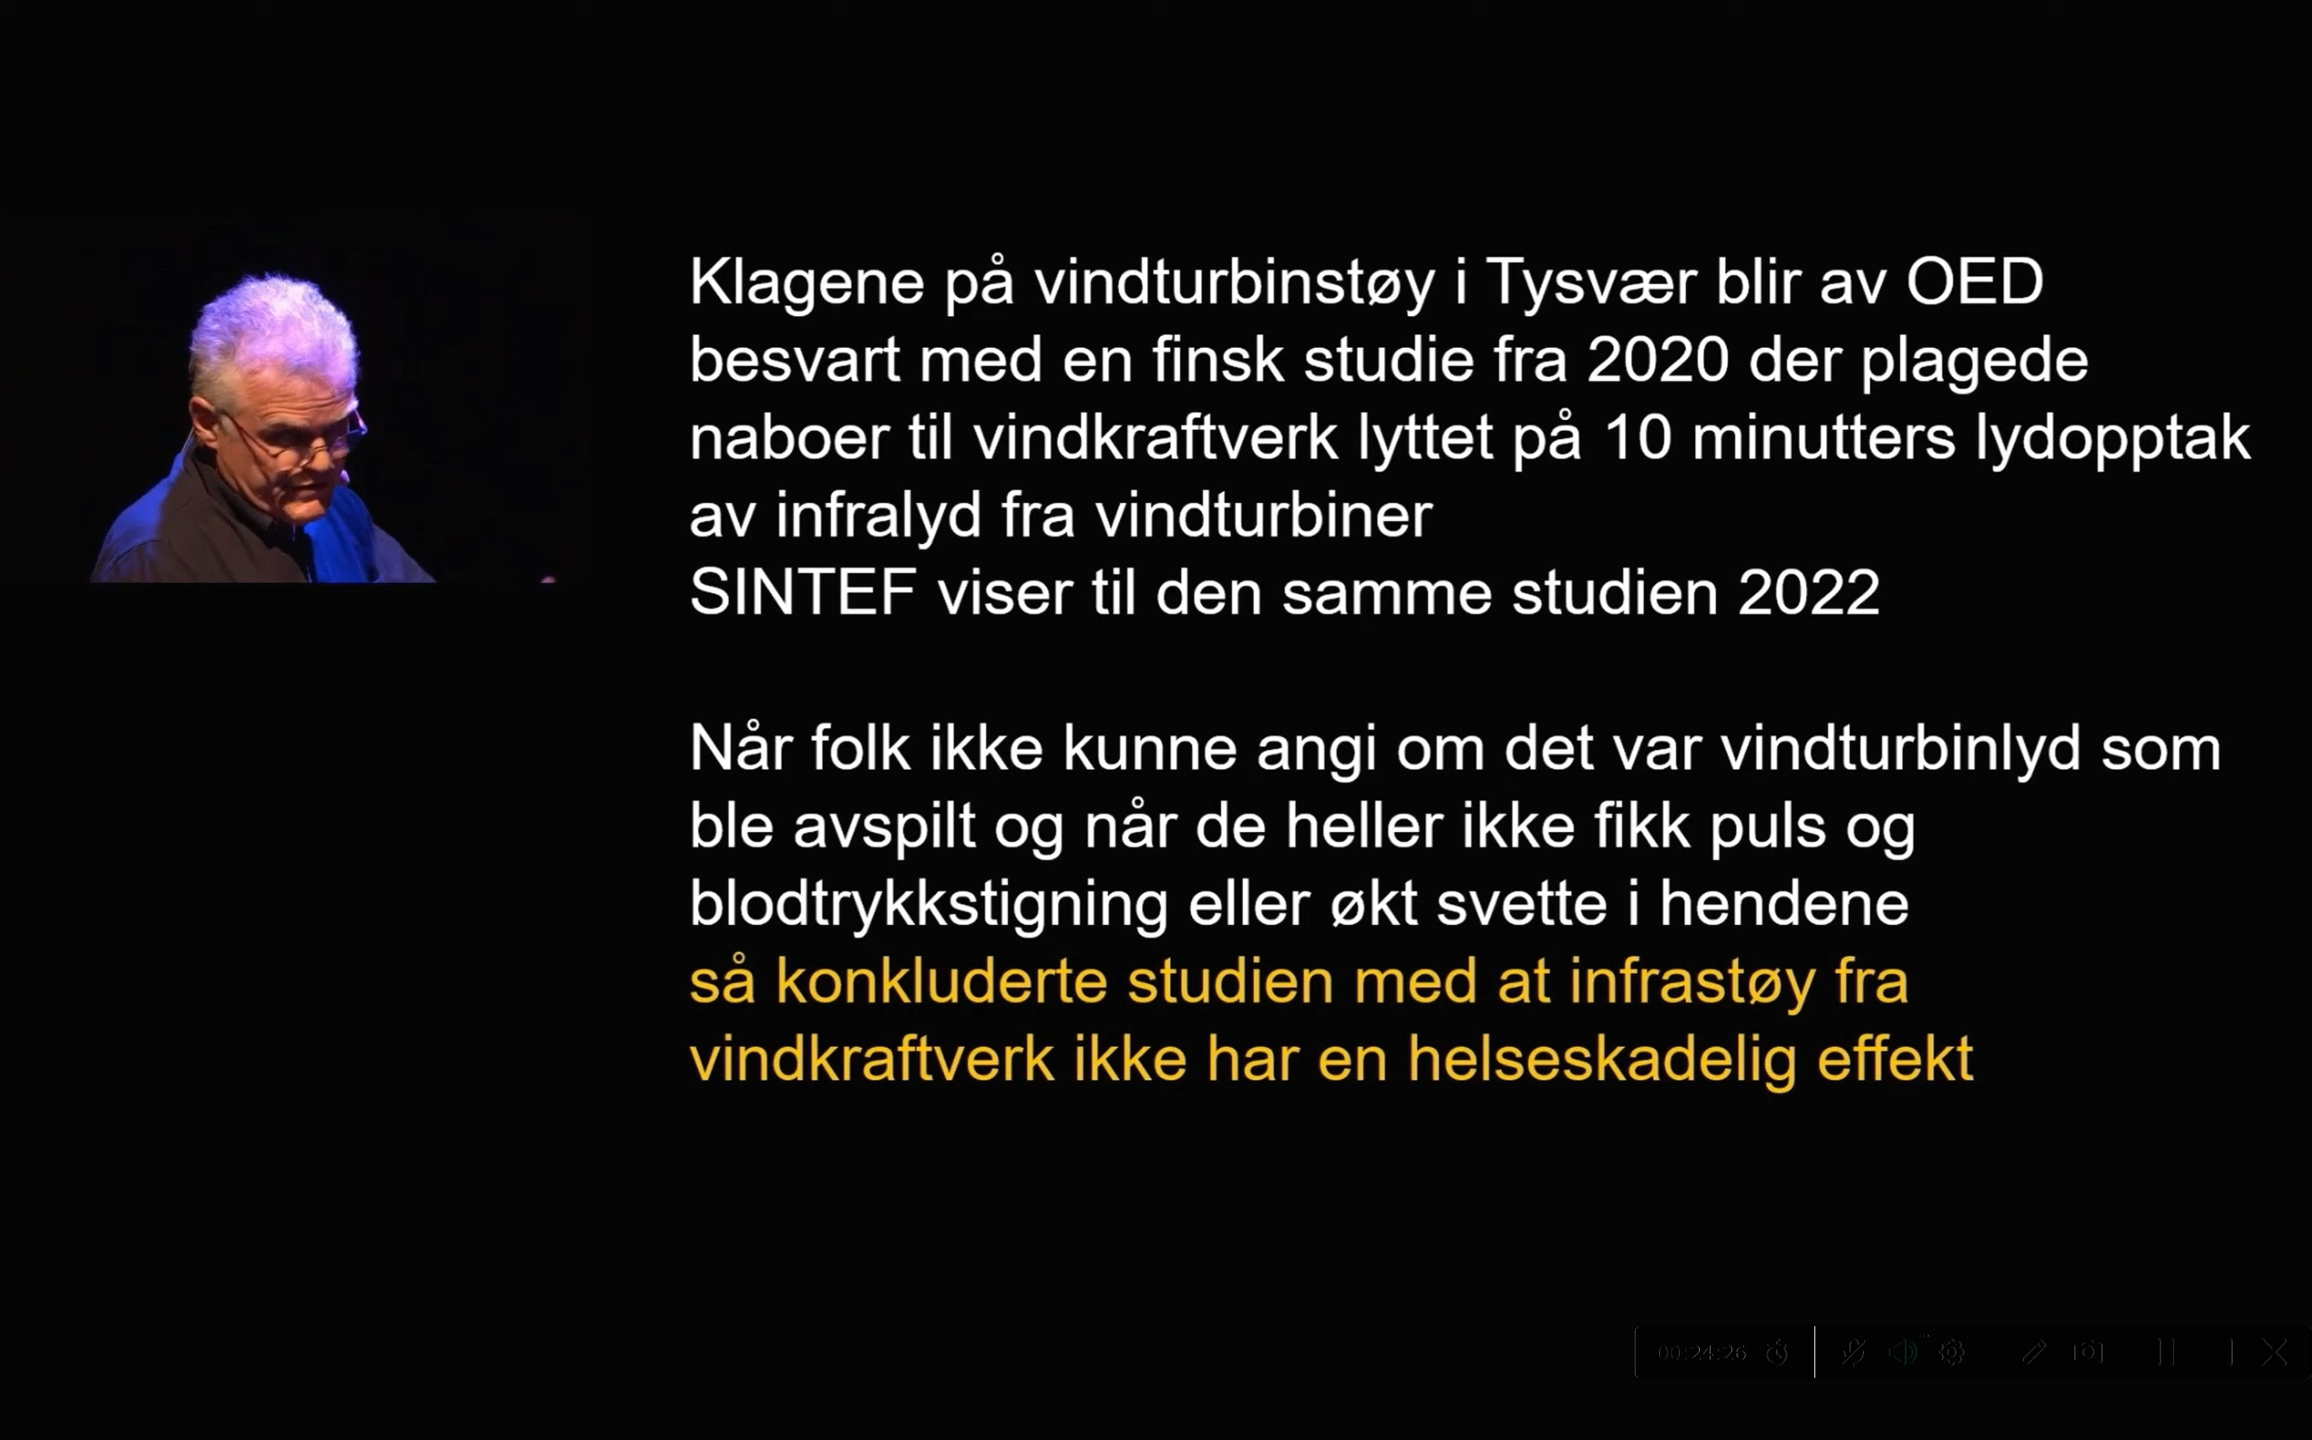 Klagene på vindturbinstøy i Tysvær blir av OED
besvart med en finsk studie fra 2020 der plagede
naboer til vindkraftverk lyttet på 10 minutters lydopptak
av infralyd fra vindturbiner
SINTEF viser til den samme studien 2022
Når folk ikke kunne angi om det var vindturbinlyd som
ble avspilt og når de heller ikke fikk puls og
blodtrykkstigning eller økt svette i hendene
så konkluderte studien med at infrastøy fra
vindkraftverk ikke har en helseskadelig effekt
00:24:26